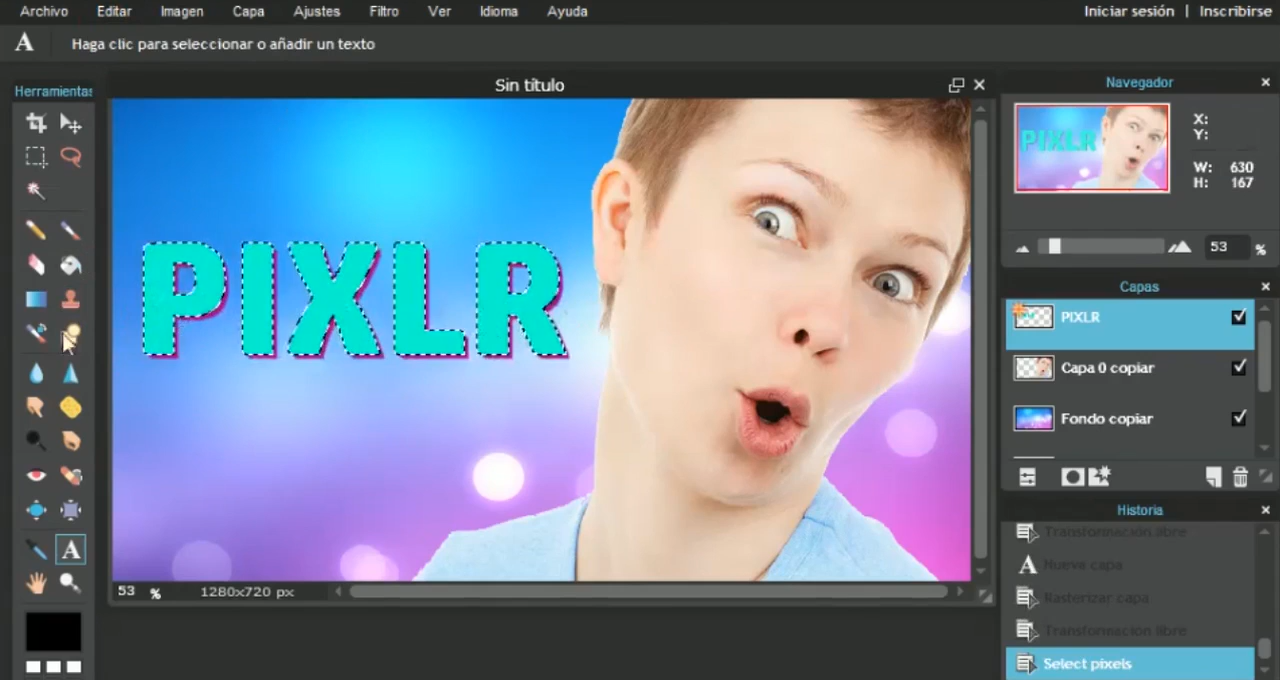 Archivo Editar Imagen Capa Ajustes Filtro Ver Idioma Ayuda Iniciar sesión | Inscribirse
A Haga clic para seleccionar o añadir un texto
Herramientas
Sin título
Navegador
X:
Y:
W: 630
H: 167
53 %
PIXLR
PIXLR
Capas
PIXLR
Capa 0 copiar
Fondo copiar
Historia
Transformación libre
A Nueva capa
Rasterizar capa
Transformación libre
Select pixels
A
53 % 1280x720 px